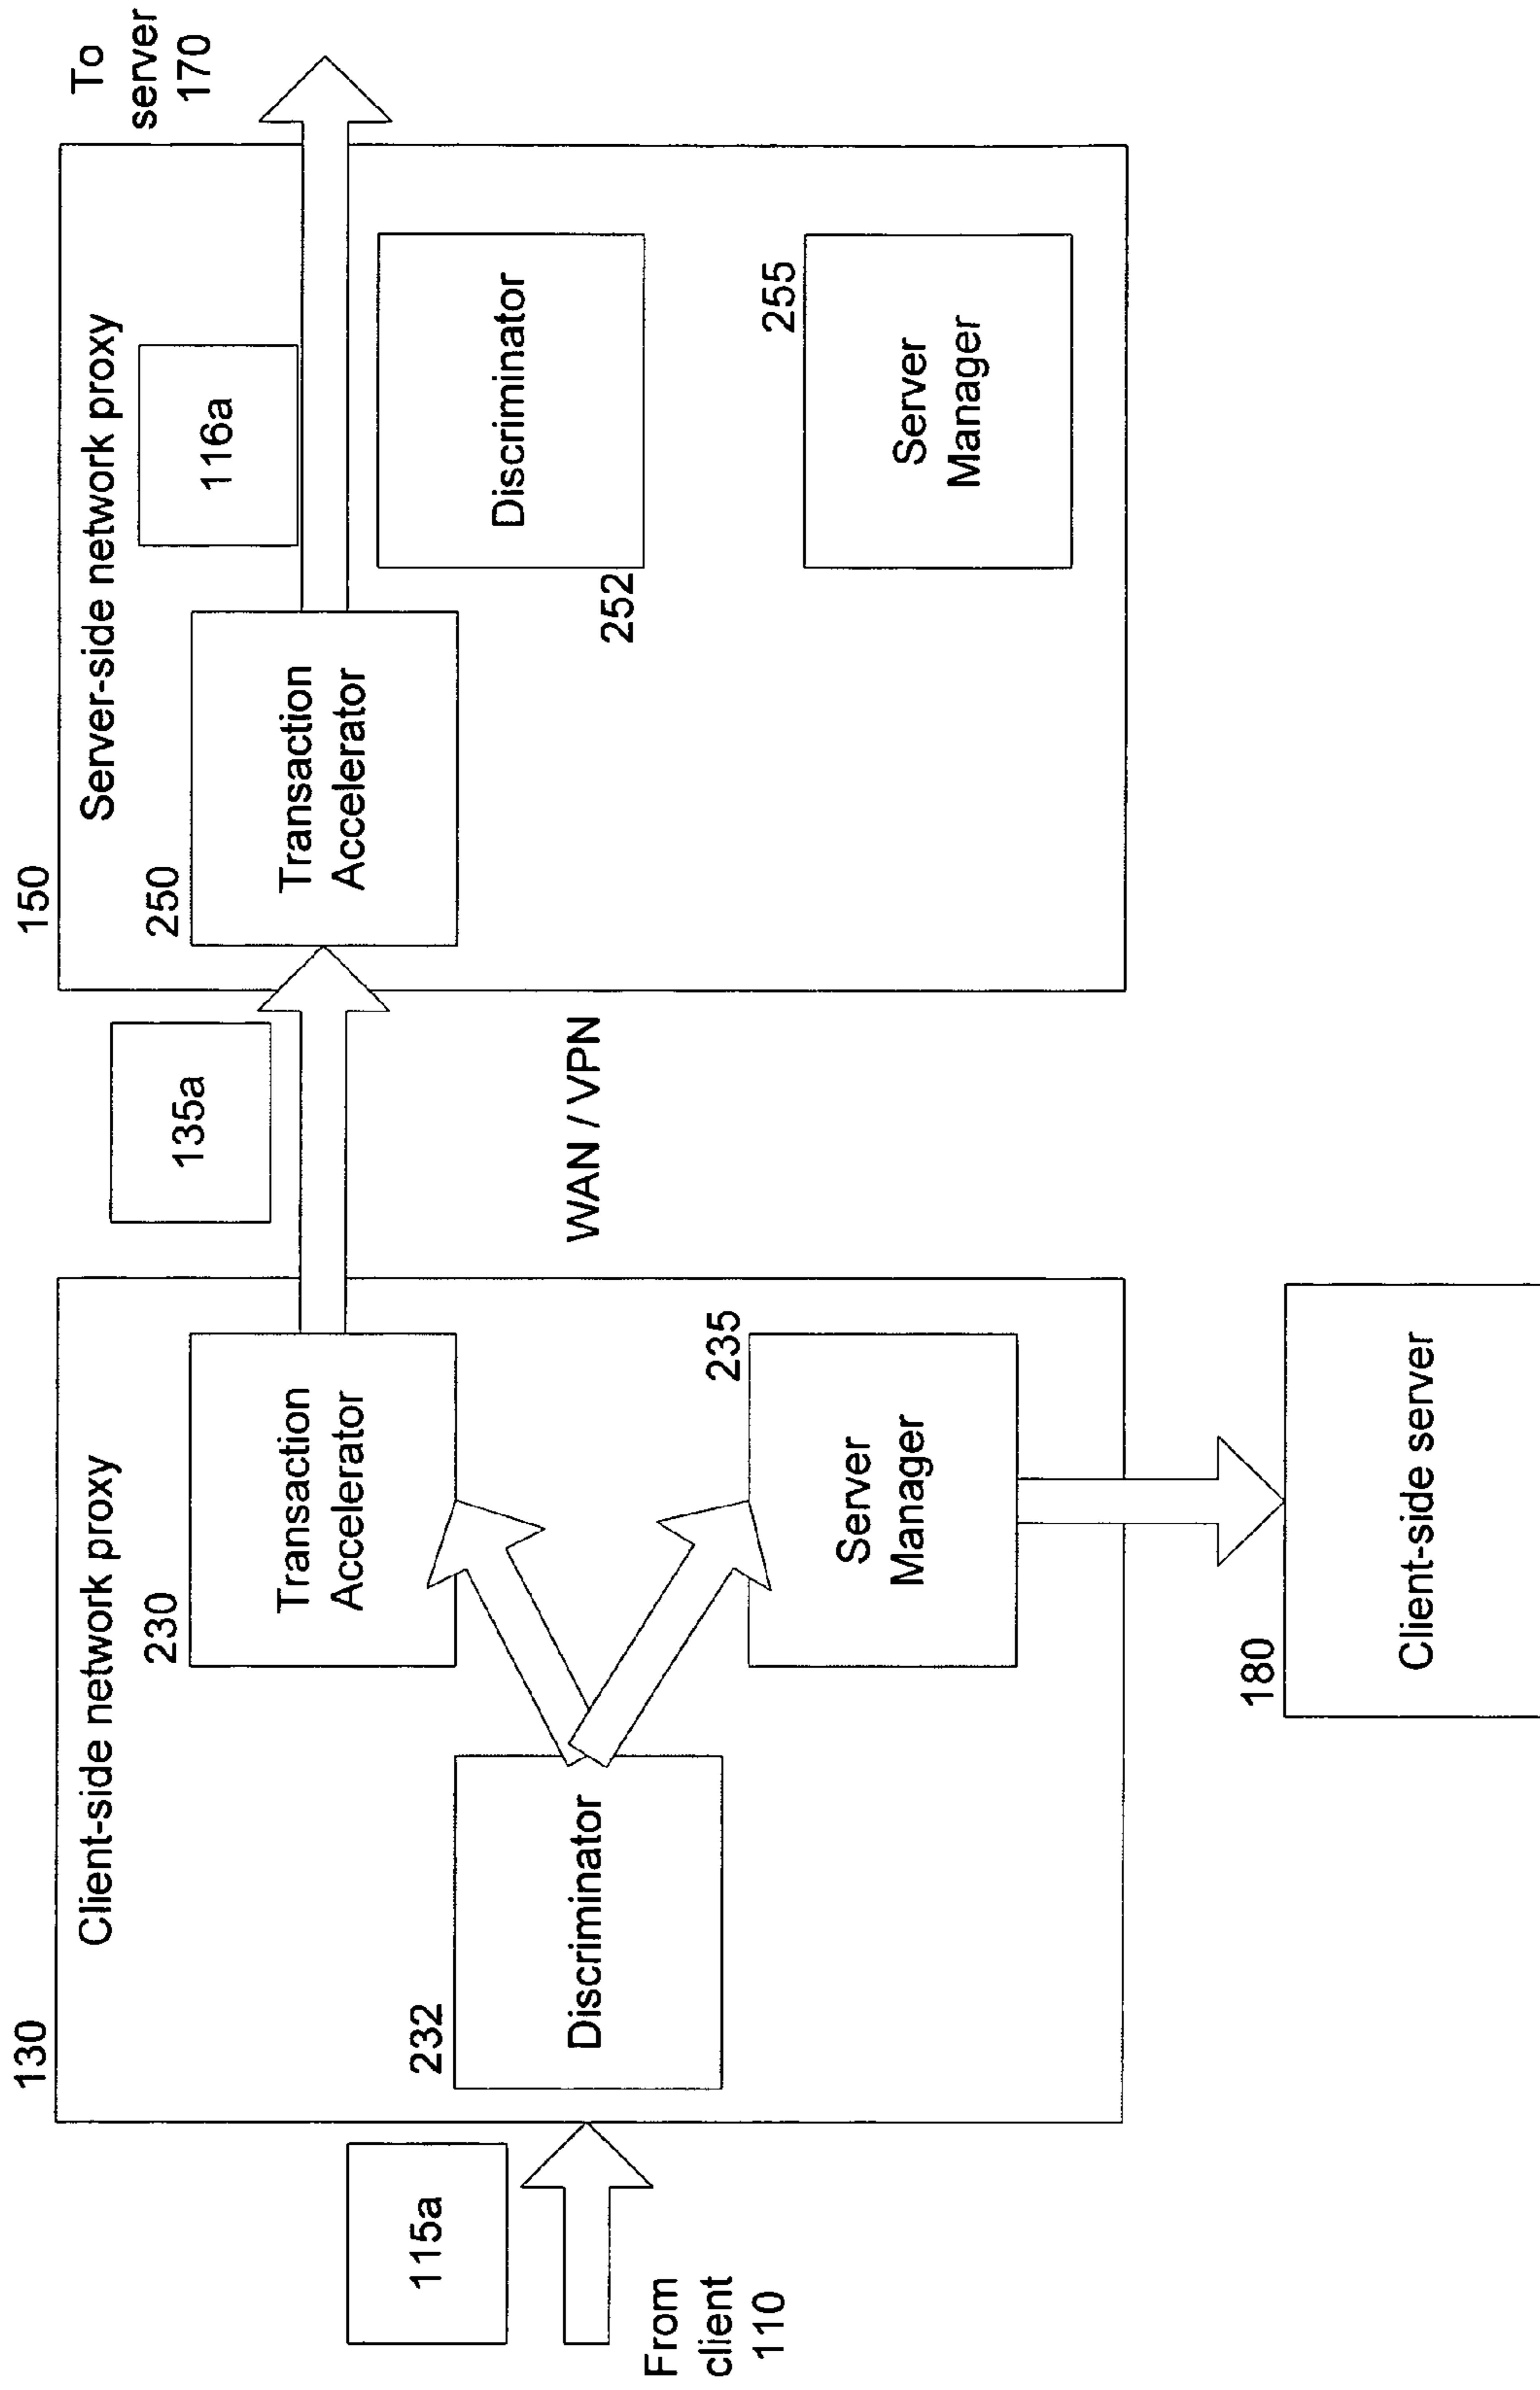 130
Client-side network proxy
115a
From
client
110
232
Discriminator
230
Transaction
Accelerator
235
Server
Manager
180
Client-side server
135a
WAN / VPN
150
Server-side network proxy
250
Transaction
Accelerator
116a
252
Discriminator
255
Server
Manager
To
server
170